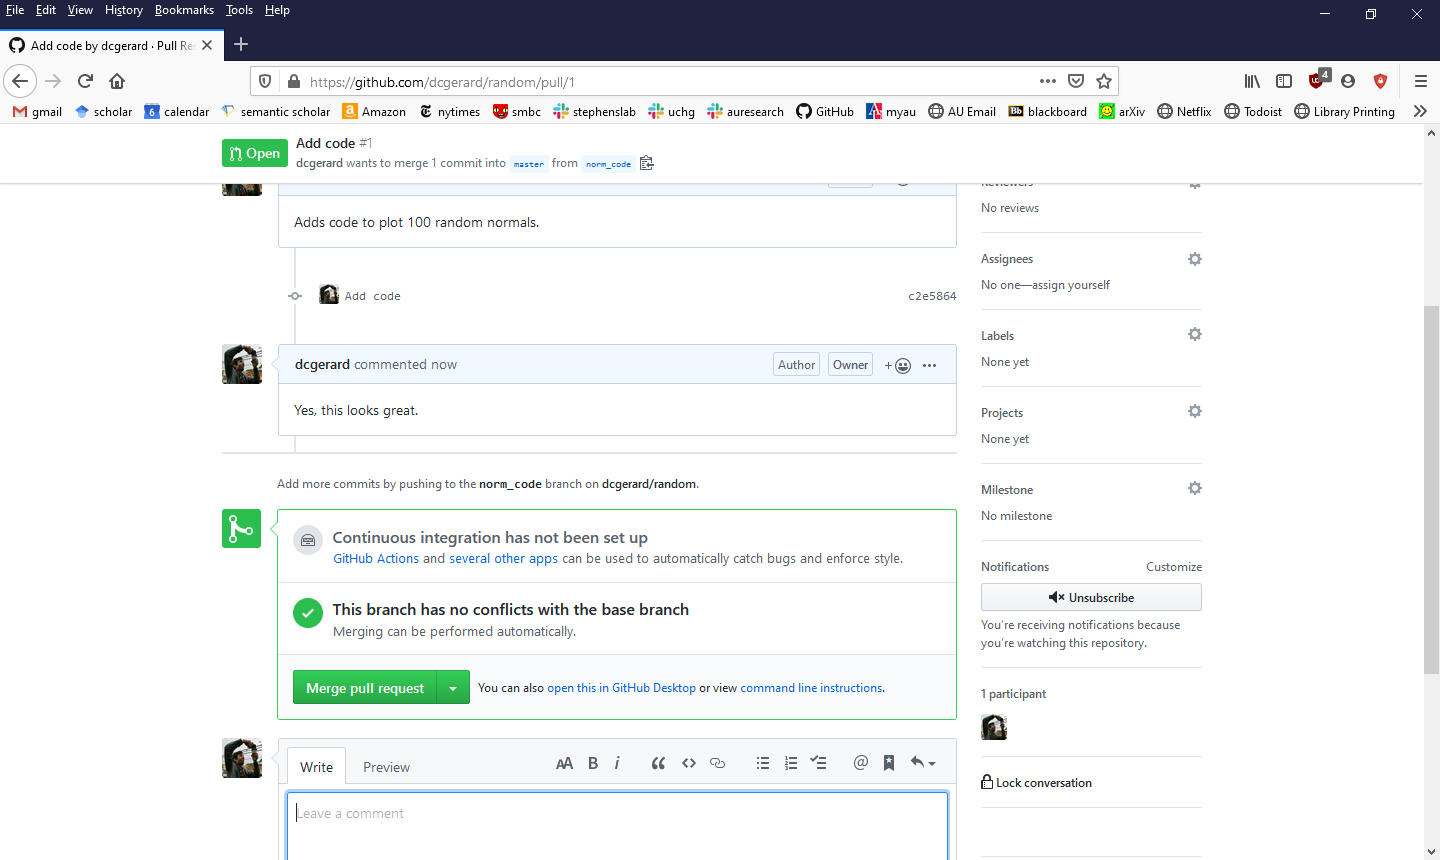 File Edit View History Bookmarks Tools Help
Add code by dcgerard · Pull Re
https://github.com/dcgerard/random/pull/1
4
gmail scholar calendar semantic scholar Amazon nytimes smbc stephenslab uchg auresearch GitHub myau AU Email blackboard arXiv Netflix Todoist Library Printing
Open
Add code #1
dcgerard wants to merge 1 commit into master from norm_code
Reviewers
No reviews
Adds code to plot 100 random normals.
Assignees
No one—assign yourself
Add code c2e5864
Labels
None yet
dcgerard commented now Author Owner
Yes, this looks great.
Projects
None yet
Add more commits by pushing to the norm_code branch on dcgerard/random.
Milestone
No milestone
Continuous integration has not been set up
GitHub Actions and several other apps can be used to automatically catch bugs and enforce style.
Notifications Customize
Unsubscribe
You're receiving notifications because
you're watching this repository.
This branch has no conflicts with the base branch
Merging can be performed automatically.
Merge pull request You can also open this in GitHub Desktop or view command line instructions.
1 participant
Write Preview
Lock conversation
Leave a comment